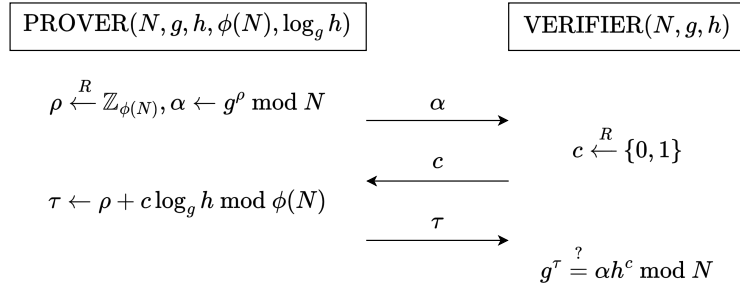 PROVER(N, g, h, ϕ(N), log_g h)
VERIFIER(N, g, h)
ρ ←^R ℤ_ϕ(N), α ← g^ρ mod N
α
c ←^R {0, 1}
c
τ ← ρ + c log_g h mod ϕ(N)
τ
g^τ =^? αh^c mod N